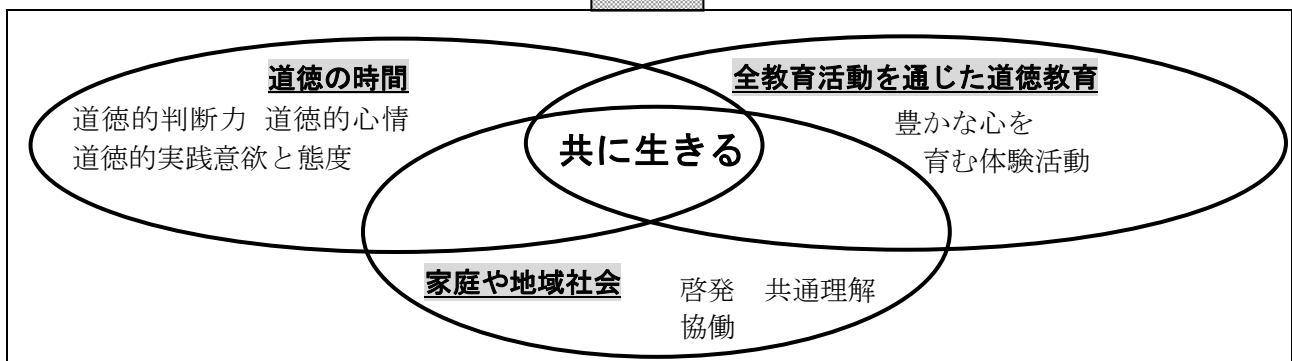 道徳の時間
道徳的判断力 道徳的心情
道徳的実践意欲と態度
全教育活動を通じた道徳教育
豊かな心を
育む体験活動
共に生きる
家庭や地域社会
啓発 共通理解
協働